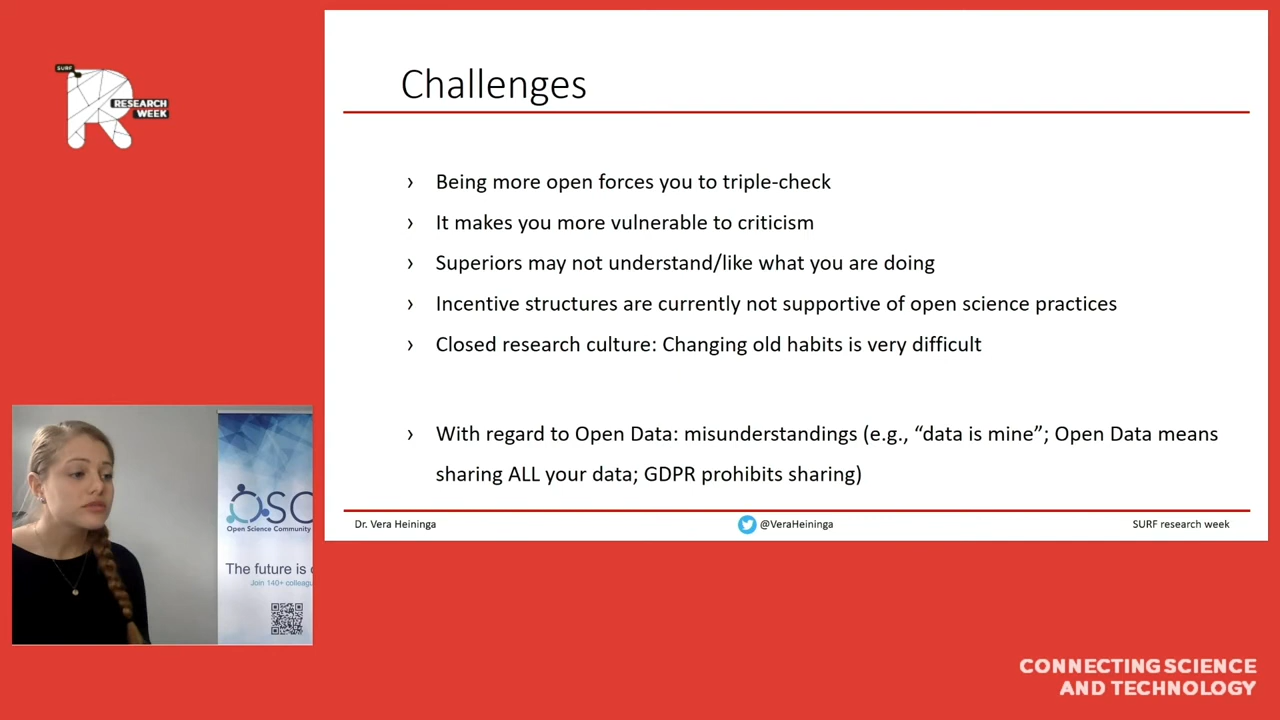 SURF
RESEARCH
WEEK
Challenges
› Being more open forces you to triple-check
› It makes you more vulnerable to criticism
› Superiors may not understand/like what you are doing
› Incentive structures are currently not supportive of open science practices
› Closed research culture: Changing old habits is very difficult
› With regard to Open Data: misunderstandings (e.g., “data is mine”; Open Data means
sharing ALL your data; GDPR prohibits sharing)
Dr. Vera Heininga
@VeraHeininga
SURF research week
OSC
Open Science Community
The future is
Join 140+
CONNECTING SCIENCE
AND TECHNOLOGY